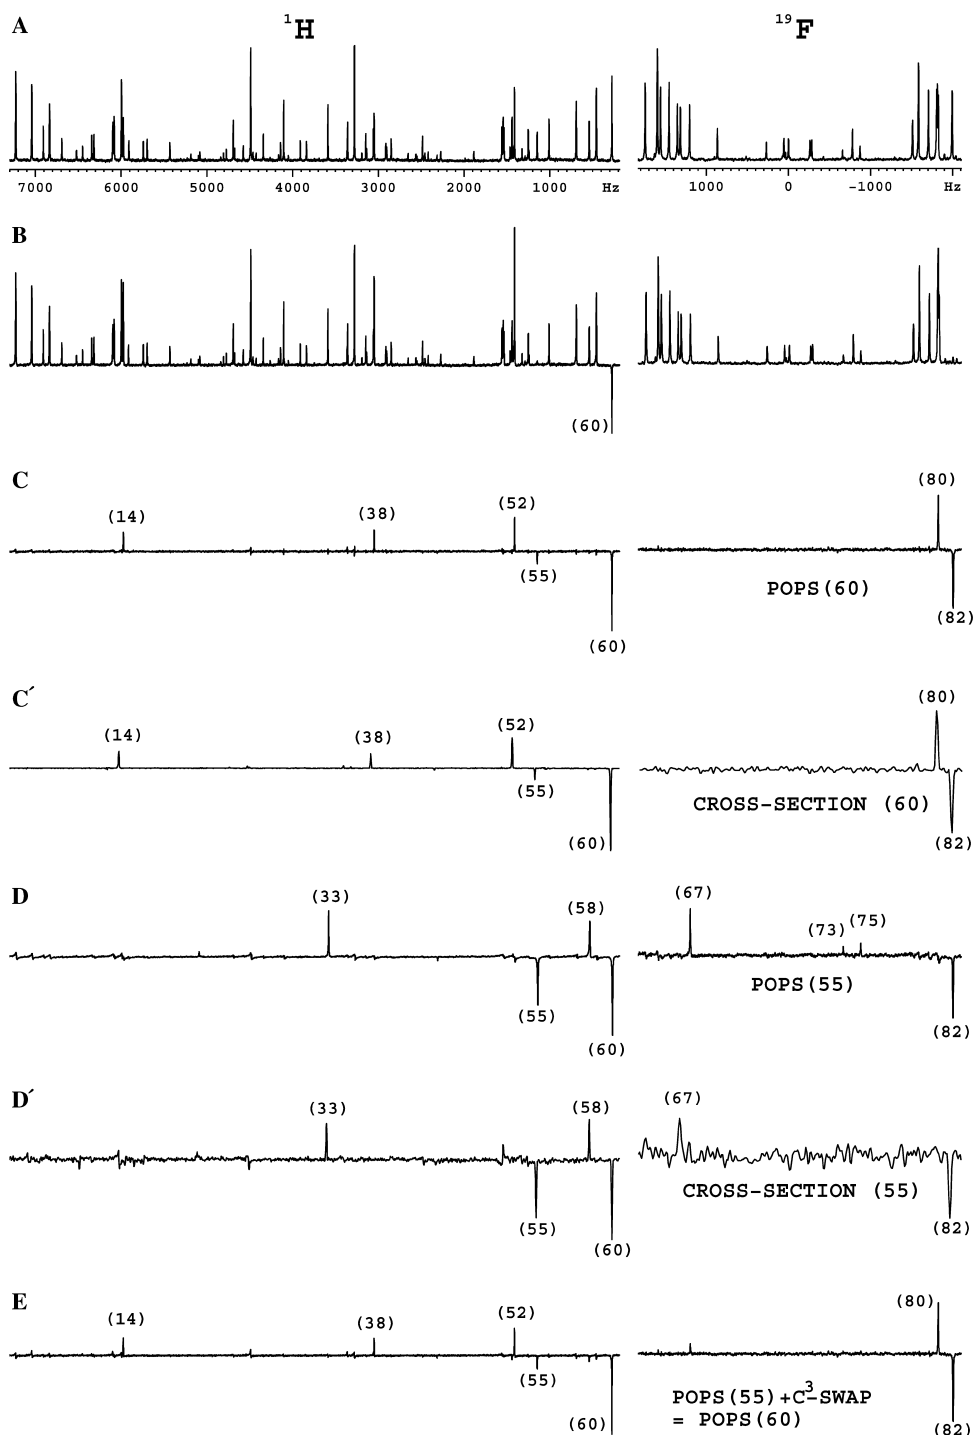 A
1H
19F
7000 6000 5000 4000 3000 2000 1000 Hz
1000 0 -1000 Hz
B
(60)
C
(14)
(38)
(52)
(55)
(60)
(80)
POPS(60)
(82)
C´
(14)
(38)
(52)
(55)
(60)
(80)
CROSS-SECTION (60)
(82)
D
(33)
(58)
(55)
(60)
(67)
(73)
(75)
POPS(55)
(82)
D´
(33)
(58)
(55)
(60)
(67)
CROSS-SECTION (55)
(82)
E
(14)
(38)
(52)
(55)
(60)
(80)
POPS(55)+C3-SWAP
= POPS(60)
(82)